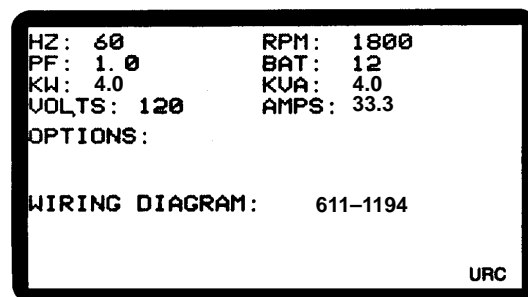 HZ: 60 RPM: 1800
PF: 1.0 BAT: 12
KW: 4.0 KVA: 4.0
VOLTS: 120 AMPS: 33.3
OPTIONS:
WIRING DIAGRAM: 611–1194
URC